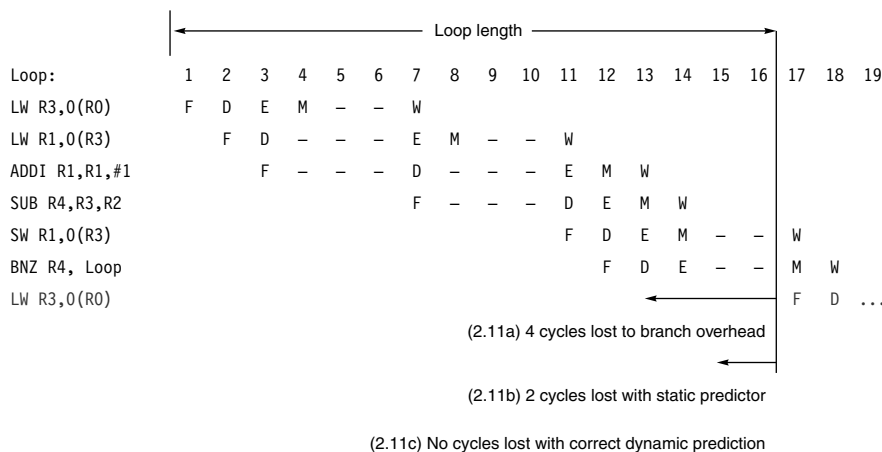 Loop length
Loop: 1 2 3 4 5 6 7 8 9 10 11 12 13 14 15 16 17 18 19
LW R3,0(R0) F D E M – – W
LW R1,0(R3) F D – – – E M – – W
ADDI R1,R1,#1 F – – – D – – – E M W
SUB R4,R3,R2 F – – – D E M W
SW R1,0(R3) F D E M – – W
BNZ R4, Loop F D E – – M W
LW R3,0(R0) F D ...
(2.11a) 4 cycles lost to branch overhead
(2.11b) 2 cycles lost with static predictor
(2.11c) No cycles lost with correct dynamic prediction